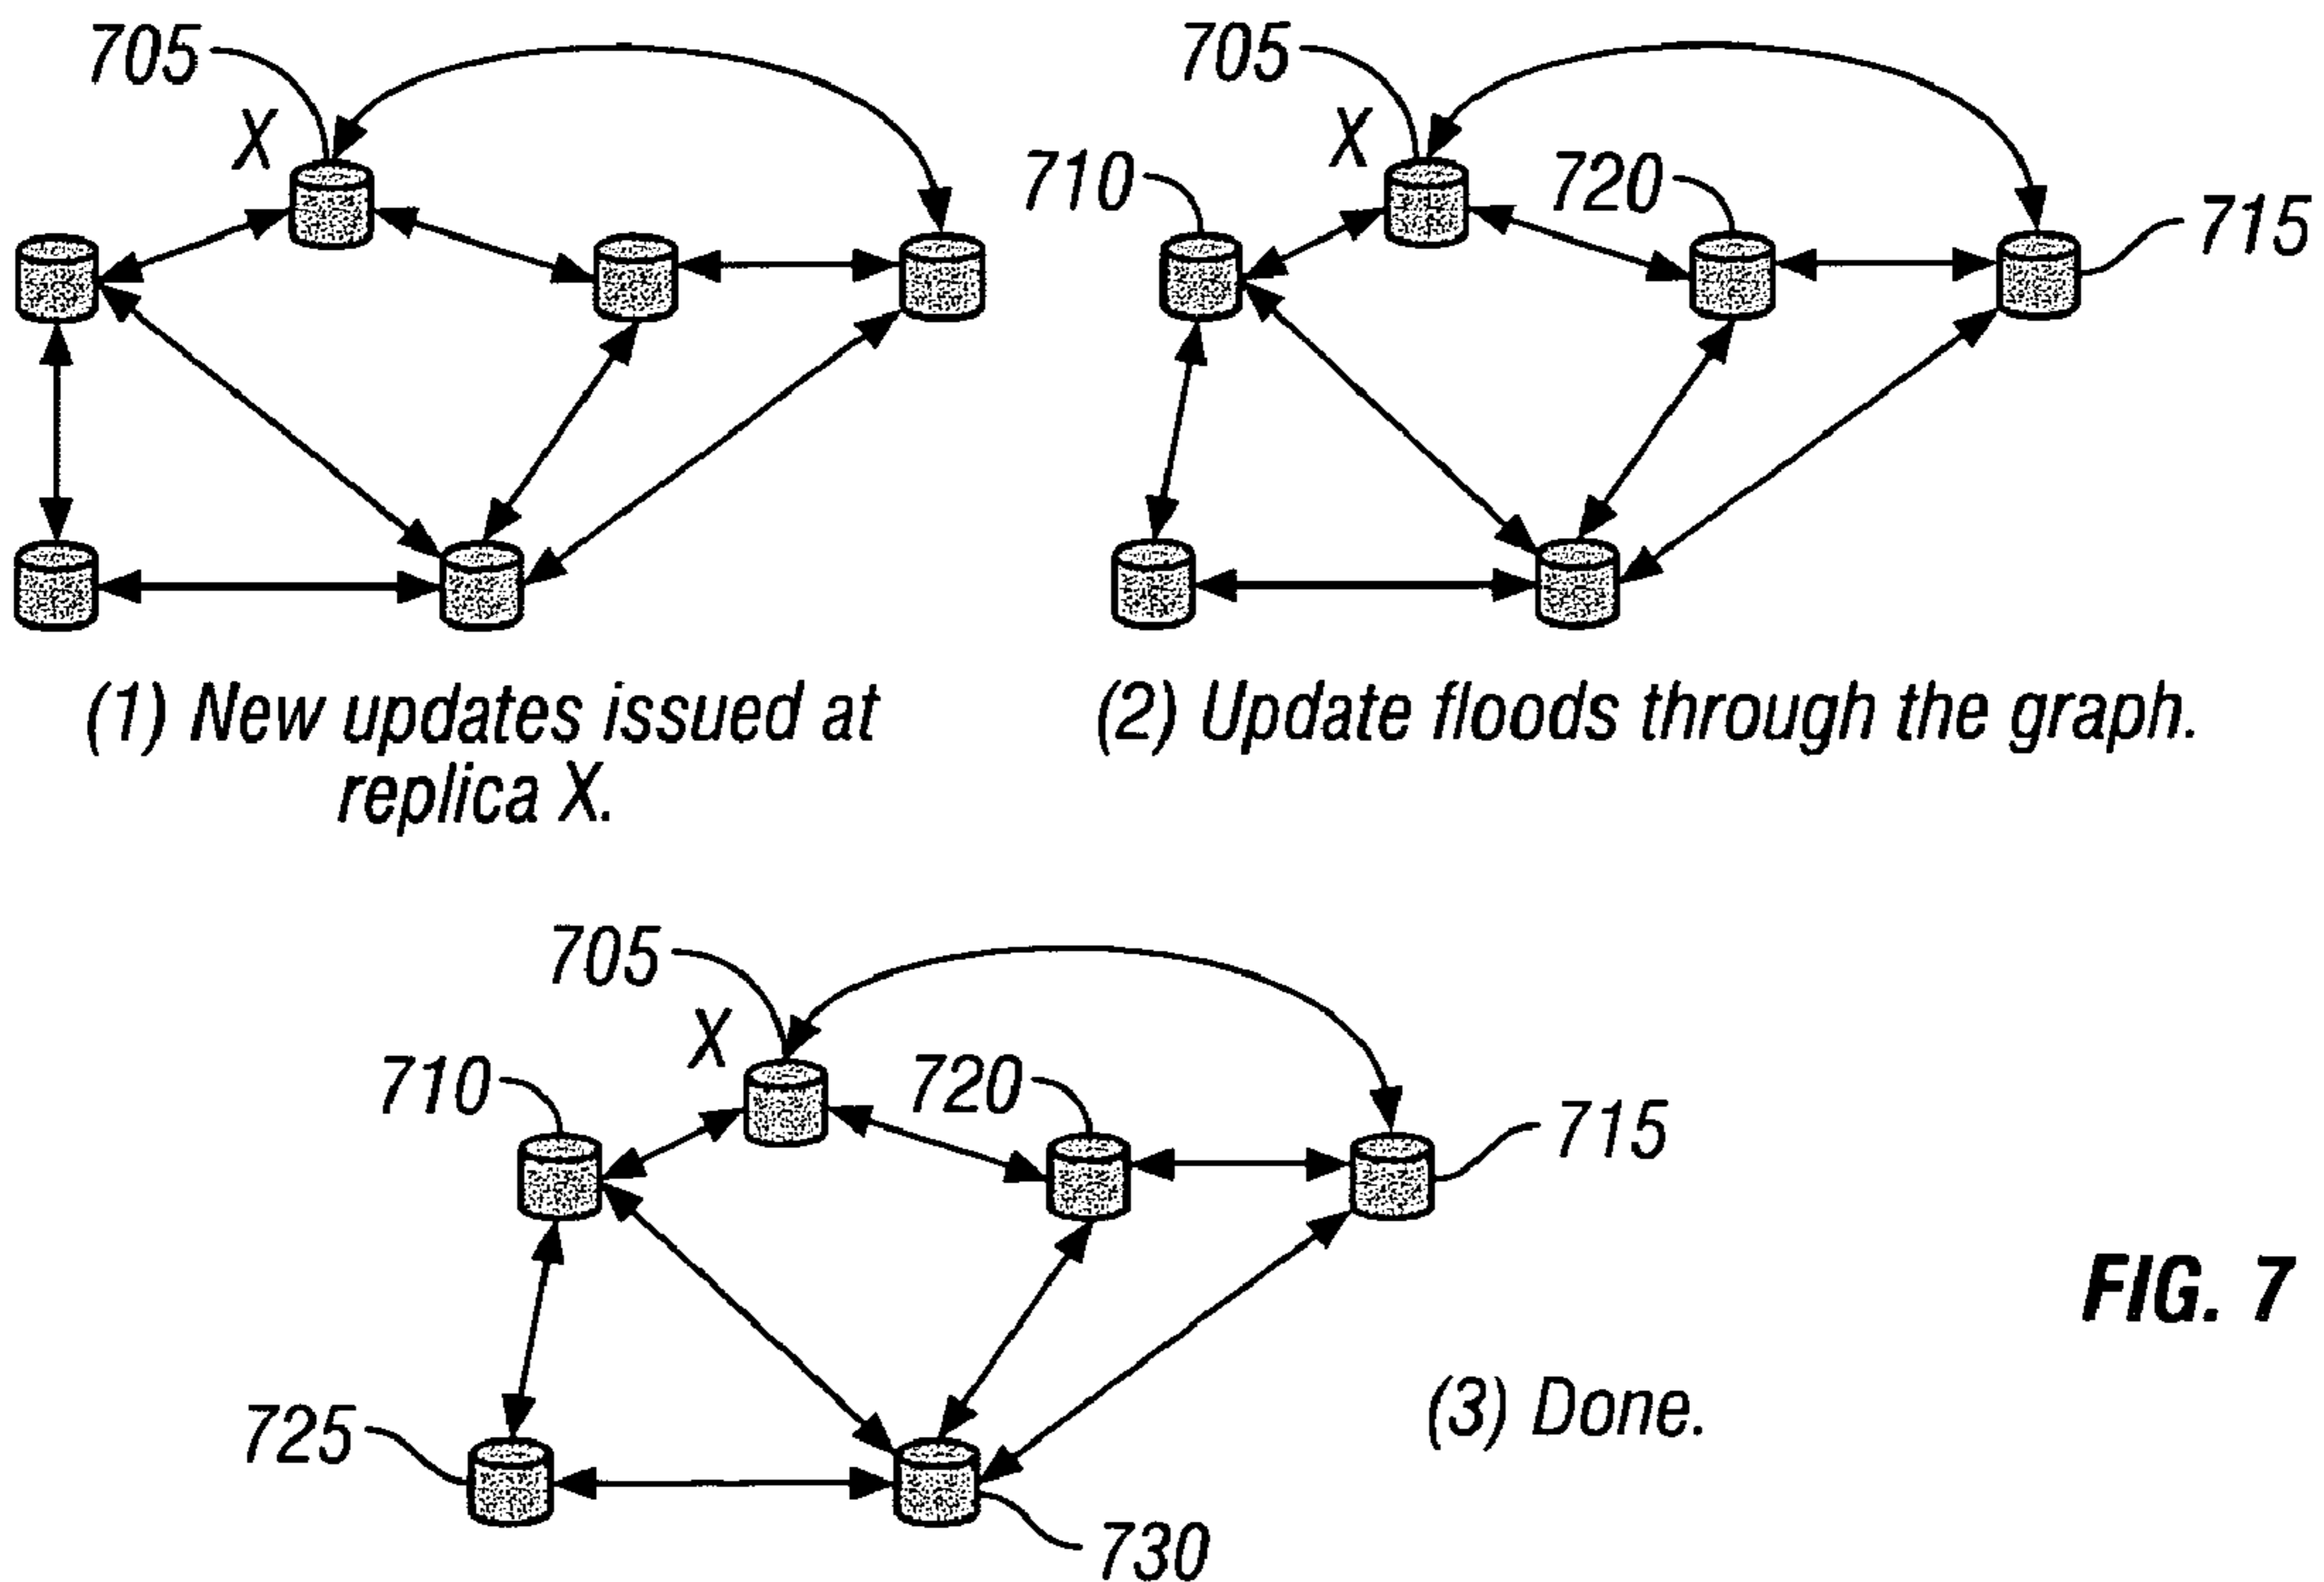 705
X
(1) New updates issued at
replica X.
705
X
710
720
715
(2) Update floods through the graph.
705
X
710
720
715
725
730
(3) Done.
FIG. 7